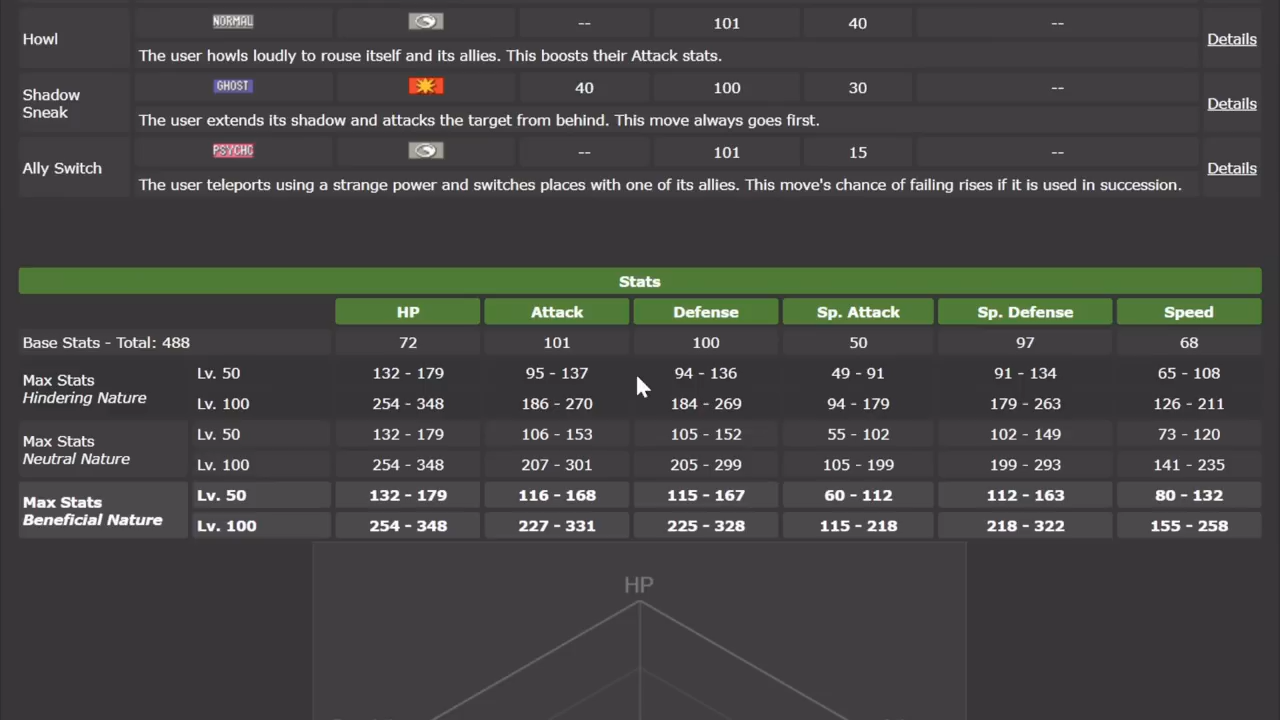 Howl NORMAL -- 101 40 -- Details
The user howls loudly to rouse itself and its allies. This boosts their Attack stats.
Shadow Sneak GHOST 40 100 30 -- Details
The user extends its shadow and attacks the target from behind. This move always goes first.
Ally Switch PSYCHC -- 101 15 -- Details
The user teleports using a strange power and switches places with one of its allies. This move's chance of failing rises if it is used in succession.
Stats
HP Attack Defense Sp. Attack Sp. Defense Speed
Base Stats - Total: 488 72 101 100 50 97 68
Max Stats Hindering Nature Lv. 50 132 - 179 95 - 137 94 - 136 49 - 91 91 - 134 65 - 108
Lv. 100 254 - 348 186 - 270 184 - 269 94 - 179 179 - 263 126 - 211
Max Stats Neutral Nature Lv. 50 132 - 179 106 - 153 105 - 152 55 - 102 102 - 149 73 - 120
Lv. 100 254 - 348 207 - 301 205 - 299 105 - 199 199 - 293 141 - 235
Max Stats Beneficial Nature Lv. 50 132 - 179 116 - 168 115 - 167 60 - 112 112 - 163 80 - 132
Lv. 100 254 - 348 227 - 331 225 - 328 115 - 218 218 - 322 155 - 258
HP